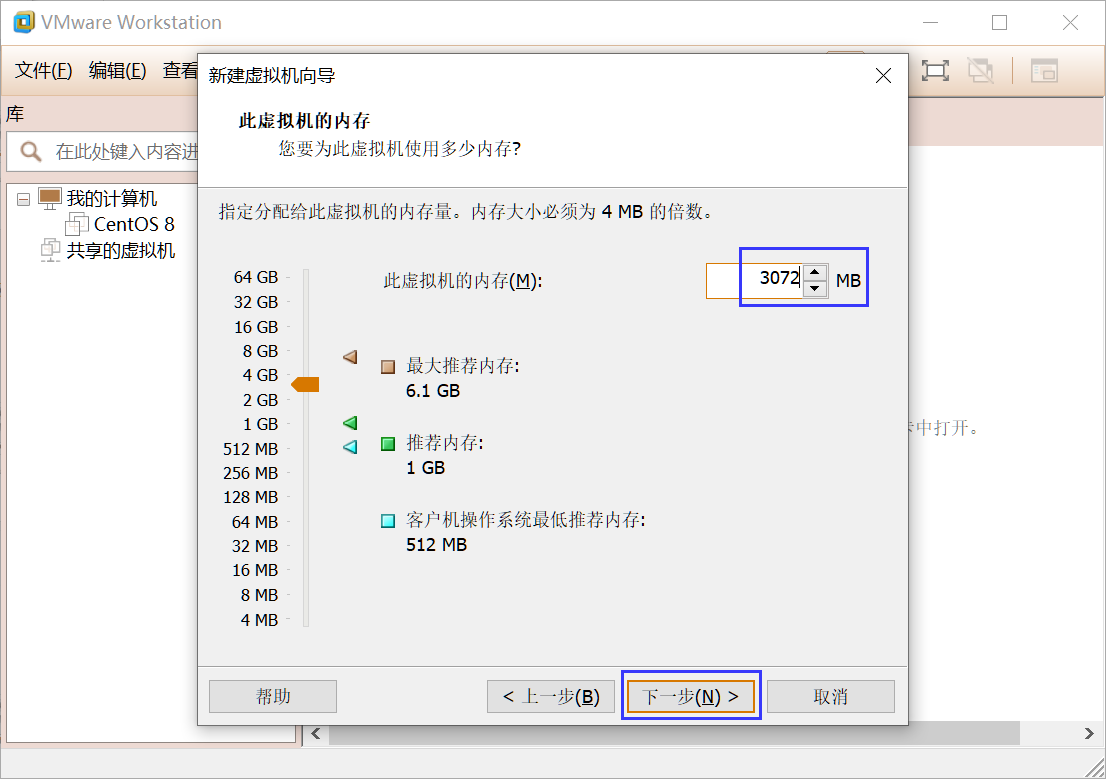 VMware Workstation
文件(F) 编辑(E) 查看
库
在此处键入内容进
我的计算机
CentOS 8
共享的虚拟机
新建虚拟机向导
此虚拟机的内存
您要为此虚拟机使用多少内存?
指定分配给此虚拟机的内存量。内存大小必须为 4 MB 的倍数。
64 GB
32 GB
16 GB
8 GB
4 GB
2 GB
1 GB
512 MB
256 MB
128 MB
64 MB
32 MB
16 MB
8 MB
4 MB
此虚拟机的内存(M):
3072 MB
最大推荐内存:
6.1 GB
推荐内存:
1 GB
客户机操作系统最低推荐内存:
512 MB
中打开。
帮助
< 上一步(B)
下一步(N) >
取消